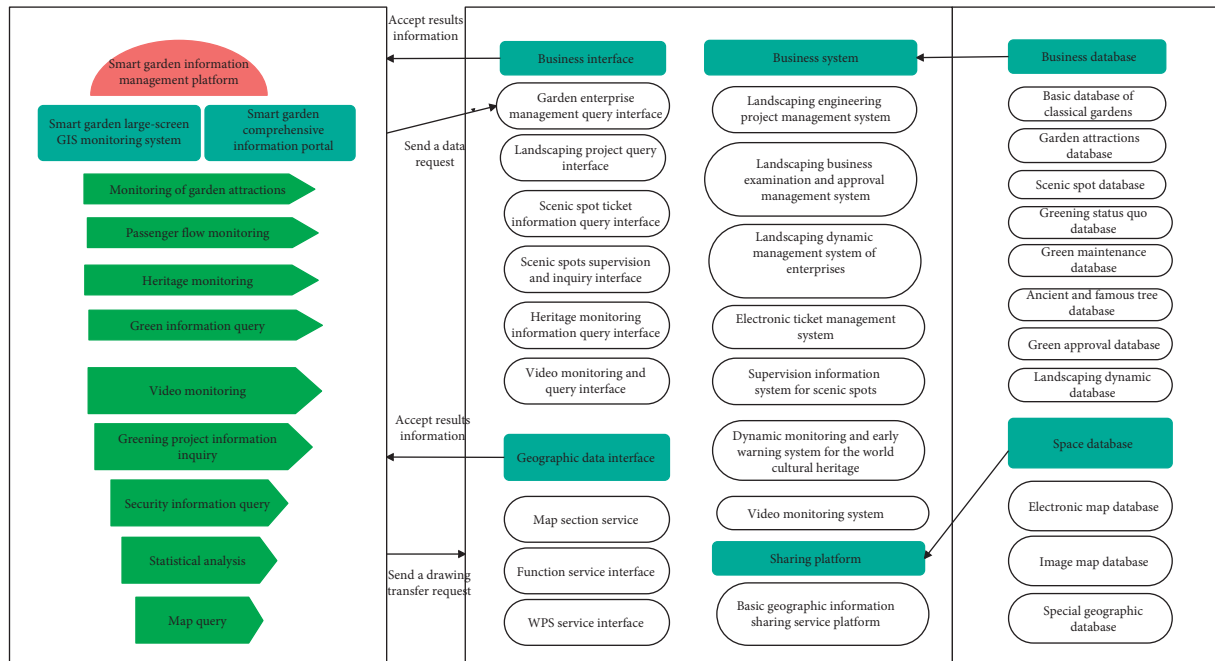 Smart garden information
management platform
Smart garden large-screen
GIS monitoring system
Smart garden
comprehensive
information portal
Monitoring of garden attractions
Passenger flow monitoring
Heritage monitoring
Green information query
Video monitoring
Greening project information
inquiry
Security information query
Statistical analysis
Map query
Accept results
information
Send a data
request
Accept results
information
Send a drawing
transfer request
Business interface
Garden enterprise
management query interface
Landscaping project query
interface
Scenic spot ticket
information query interface
Scenic spots supervision
and inquiry interface
Heritage monitoring
information query interface
Video monitoring and
query interface
Geographic data interface
Map section service
Function service interface
WPS service interface
Business system
Landscaping engineering
project management system
Landscaping business
examination and approval
management system
Landscaping dynamic
management system of
enterprises
Electronic ticket management
system
Supervision information
system for scenic spots
Dynamic monitoring and early
warning system for the world
cultural heritage
Video monitoring system
Sharing platform
Basic geographic information
sharing service platform
Business database
Basic database of
classical gardens
Garden attractions
database
Scenic spot database
Greening status quo
database
Green maintenance
database
Ancient and famous tree
database
Green approval database
Landscaping dynamic
database
Space database
Electronic map database
Image map database
Special geographic
database